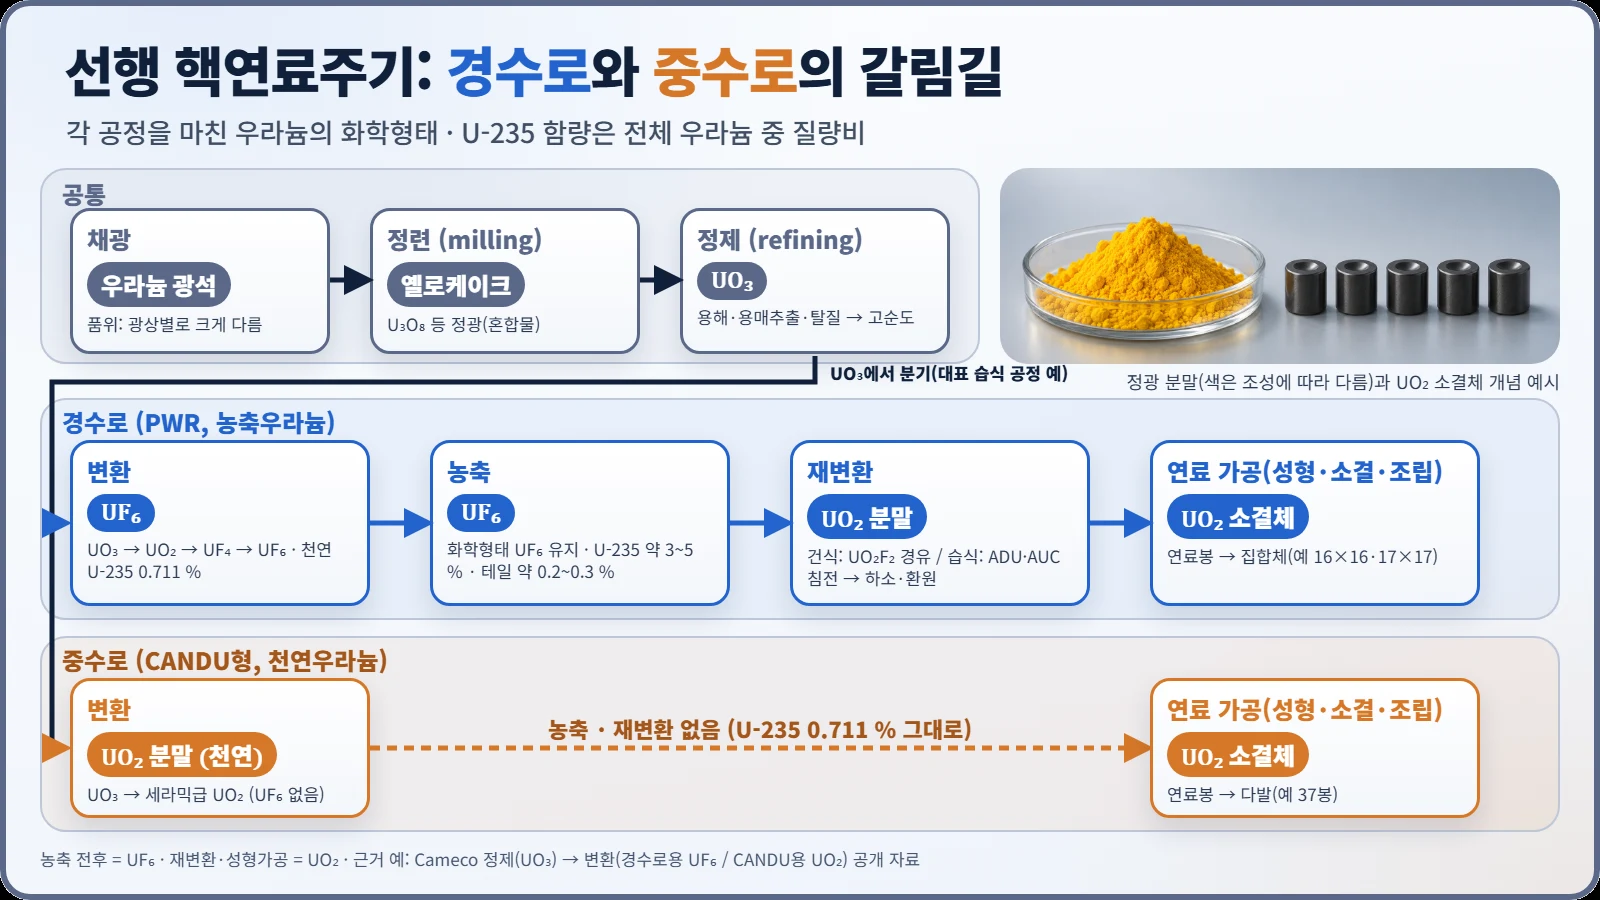 선행 핵연료주기: 경수로와 중수로의 갈림길
각 공정을 마친 우라늄의 화학형태 · U-235 함량은 전체 우라늄 중 질량비
공통
채광
우라늄 광석
품위: 광상별로 크게 다름
정련 (milling)
옐로케이크
U₃O₈ 등 정광(혼합물)
정제 (refining)
UO₃
용해·용매추출·탈질 → 고순도
UO₃에서 분기(대표 습식 공정 예)
정광 분말(색은 조성에 따라 다름)과 UO₂ 소결체 개념 예시
경수로 (PWR, 농축우라늄)
변환
UF₆
UO₃ → UO₂ → UF₄ → UF₆ · 천연
U-235 0.711 %
농축
UF₆
화학형태 UF₆ 유지 · U-235 약 3~5
% · 테일 약 0.2~0.3 %
재변환
UO₂ 분말
건식: UO₂F₂ 경유 / 습식: ADU·AUC
침전 → 하소·환원
연료 가공(성형·소결·조립)
UO₂ 소결체
연료봉 → 집합체(예 16×16·17×17)
중수로 (CANDU형, 천연우라늄)
변환
UO₂ 분말 (천연)
UO₃ → 세라믹급 UO₂ (UF₆ 없음)
농축 · 재변환 없음 (U-235 0.711 % 그대로)
연료 가공(성형·소결·조립)
UO₂ 소결체
연료봉 → 다발(예 37봉)
농축 전후 = UF₆ · 재변환·성형가공 = UO₂ · 근거 예: Cameco 정제(UO₃) → 변환(경수로용 UF₆ / CANDU용 UO₂) 공개 자료